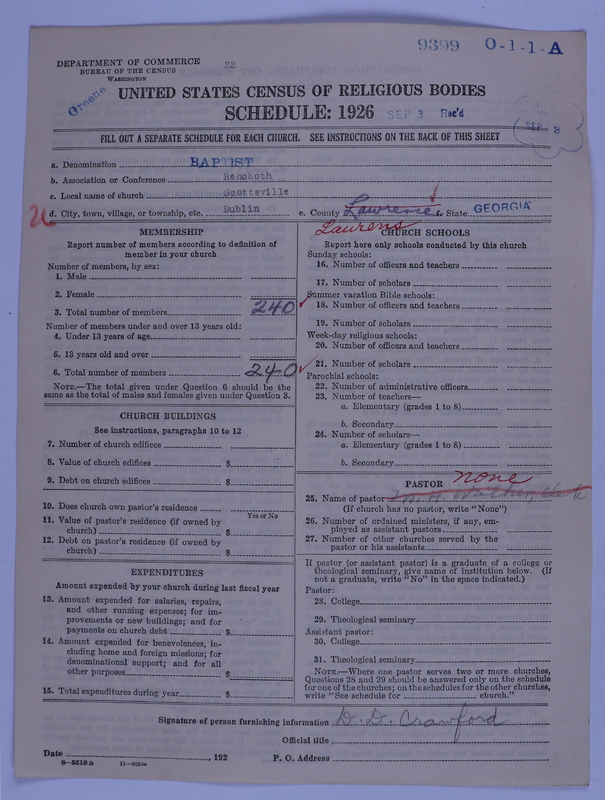 9399 O-1-1-A
DEPARTMENT OF COMMERCE 22
BUREAU OF THE CENSUS
WASHINGTON
Greene
UNITED STATES CENSUS OF RELIGIOUS BODIES
SCHEDULE: 1926 SEP 3 Rec'd
SEP 8
FILL OUT A SEPARATE SCHEDULE FOR EACH CHURCH. SEE INSTRUCTIONS ON THE BACK OF THIS SHEET
a. Denomination BAPTIST
b. Association or Conference Rehoboth
c. Local name of church Scottsville
d. City, town, village, or township, etc. Dublin e. County Lawrence & State GEORGIA
Laurens
MEMBERSHIP
Report number of members according to definition of
member in your church
Number of members, by sex:
1. Male
2. Female
3. Total number of members 240
Number of members under and over 13 years old:
4. Under 13 years of age
5. 13 years old and over
6. Total number of members 240
NOTE.—The total given under Question 6 should be the
same as the total of males and females given under Question 3.
CHURCH BUILDINGS
See instructions, paragraphs 10 to 12
7. Number of church edifices
8. Value of church edifices $
9. Debt on church edifices $
10. Does church own pastor's residence
Yes or No
11. Value of pastor's residence (if owned by
church) $
12. Debt on pastor's residence (if owned by
church) $
EXPENDITURES
Amount expended by your church during last fiscal year
13. Amount expended for salaries, repairs,
and other running expenses; for im-
provements or new buildings; and for
payments on church debt $
14. Amount expended for benevolences, in-
cluding home and foreign missions; for
denominational support; and for all
other purposes $
15. Total expenditures during year $
CHURCH SCHOOLS
Report here only schools conducted by this church
Sunday schools:
16. Number of officers and teachers
17. Number of scholars
Summer vacation Bible schools:
18. Number of officers and teachers
19. Number of scholars
Week-day religious schools:
20. Number of officers and teachers
21. Number of scholars
Parochial schools:
22. Number of administrative officers
23. Number of teachers—
a. Elementary (grades 1 to 8)
b. Secondary
24. Number of scholars—
a. Elementary (grades 1 to 8)
b. Secondary
PASTOR none
25. Name of pastor
(If church has no pastor, write "None")
26. Number of ordained ministers, if any, em-
ployed as assistant pastors
27. Number of other churches served by the
pastor or his assistants
If pastor (or assistant pastor) is a graduate of a college or
theological seminary, give name of institution below. (If
not a graduate, write "No" in the space indicated.)
Pastor:
28. College
29. Theological seminary
Assistant pastor:
30. College
31. Theological seminary
NOTE.—Where one pastor serves two or more churches,
Questions 28 and 29 should be answered only on the schedule
for one of the churches; on the schedules for the other churches,
write "See schedule for church."
Signature of person furnishing information D. D. Crawford
Official title
Date , 192 P. O. Address
8-5518a